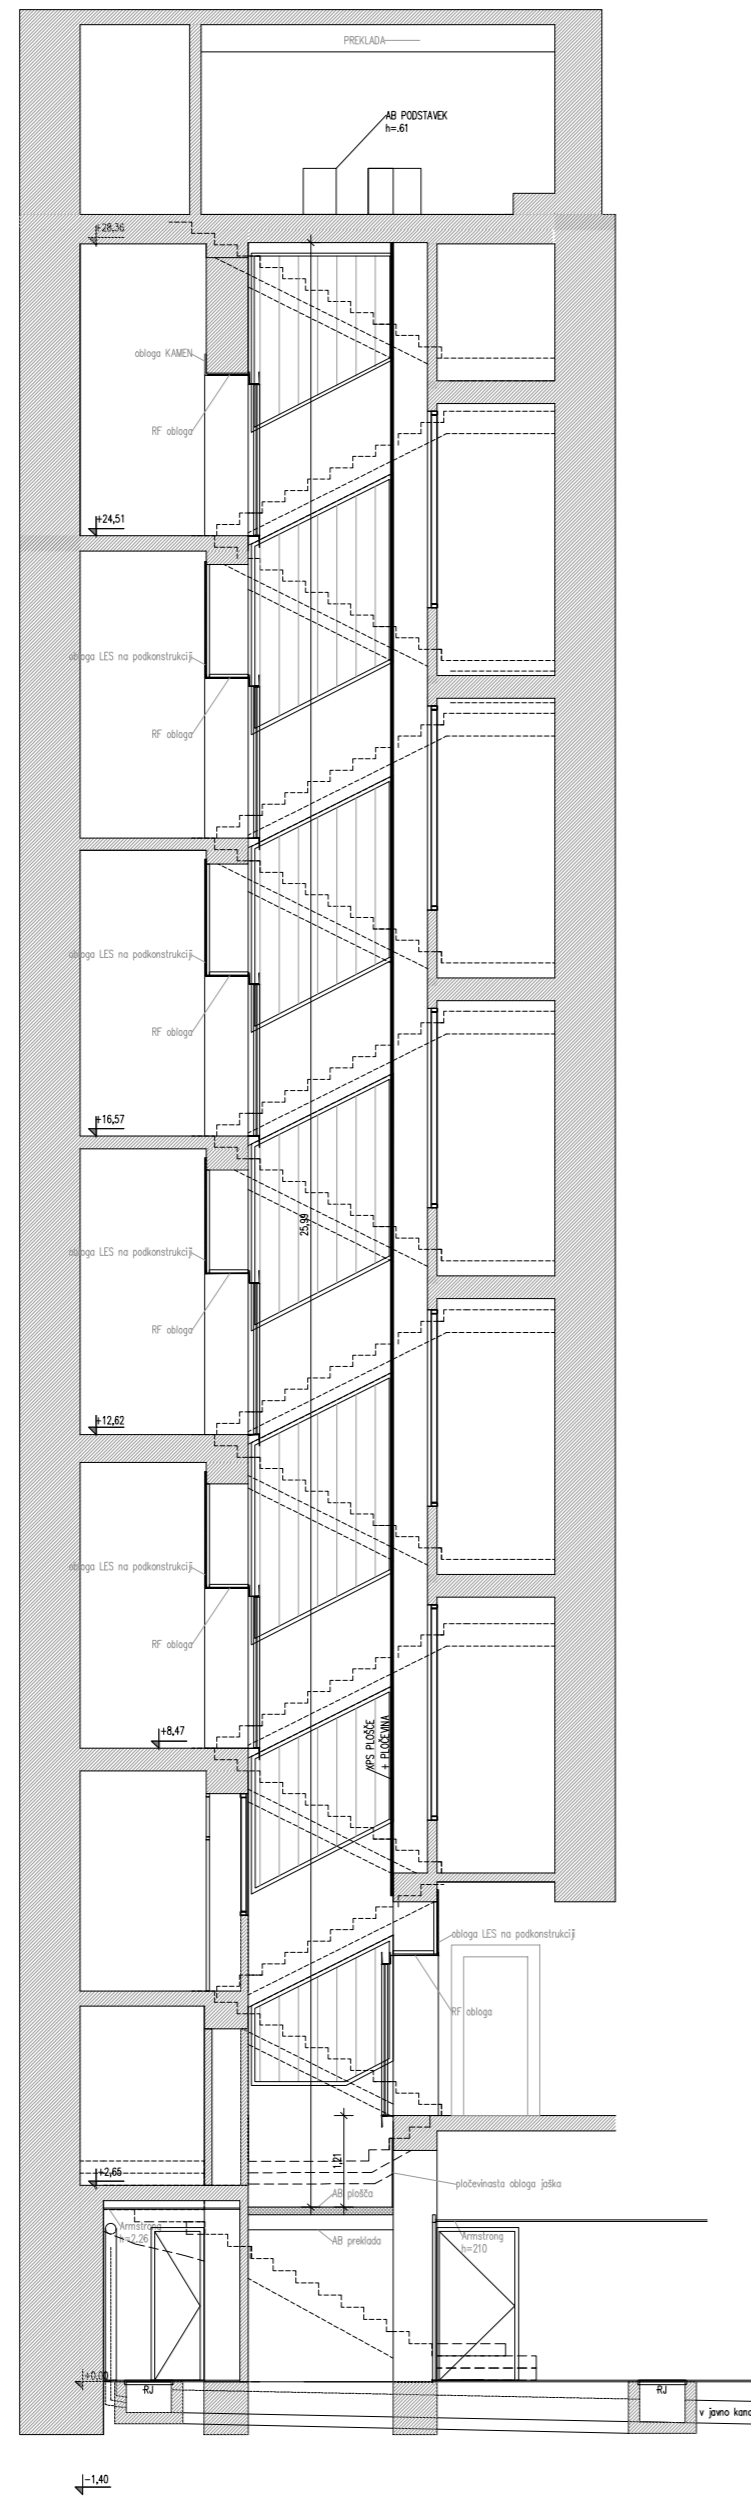 PREKLADA
AB PODSTAVEK
h=.61
+28,36
obloga KAMEN
RF obloga
+24,51
obloga LES na podkonstrukciji
RF obloga
obloga LES na podkonstrukciji
RF obloga
+16,57
25,99
obloga LES na podkonstrukciji
RF obloga
+12,62
obloga LES na podkonstrukciji
RF obloga
+8,47
XPS PLOŠČE
+ PLOČEVINA
obloga LES na podkonstrukciji
RF obloga
1,21
+2,65
pločevinasta obloga jaška
AB plošča
Armstrong
h=2.26
AB preklada
Armstrong
h=210
+0,00
RJ
RJ
v javno kana
-1,40